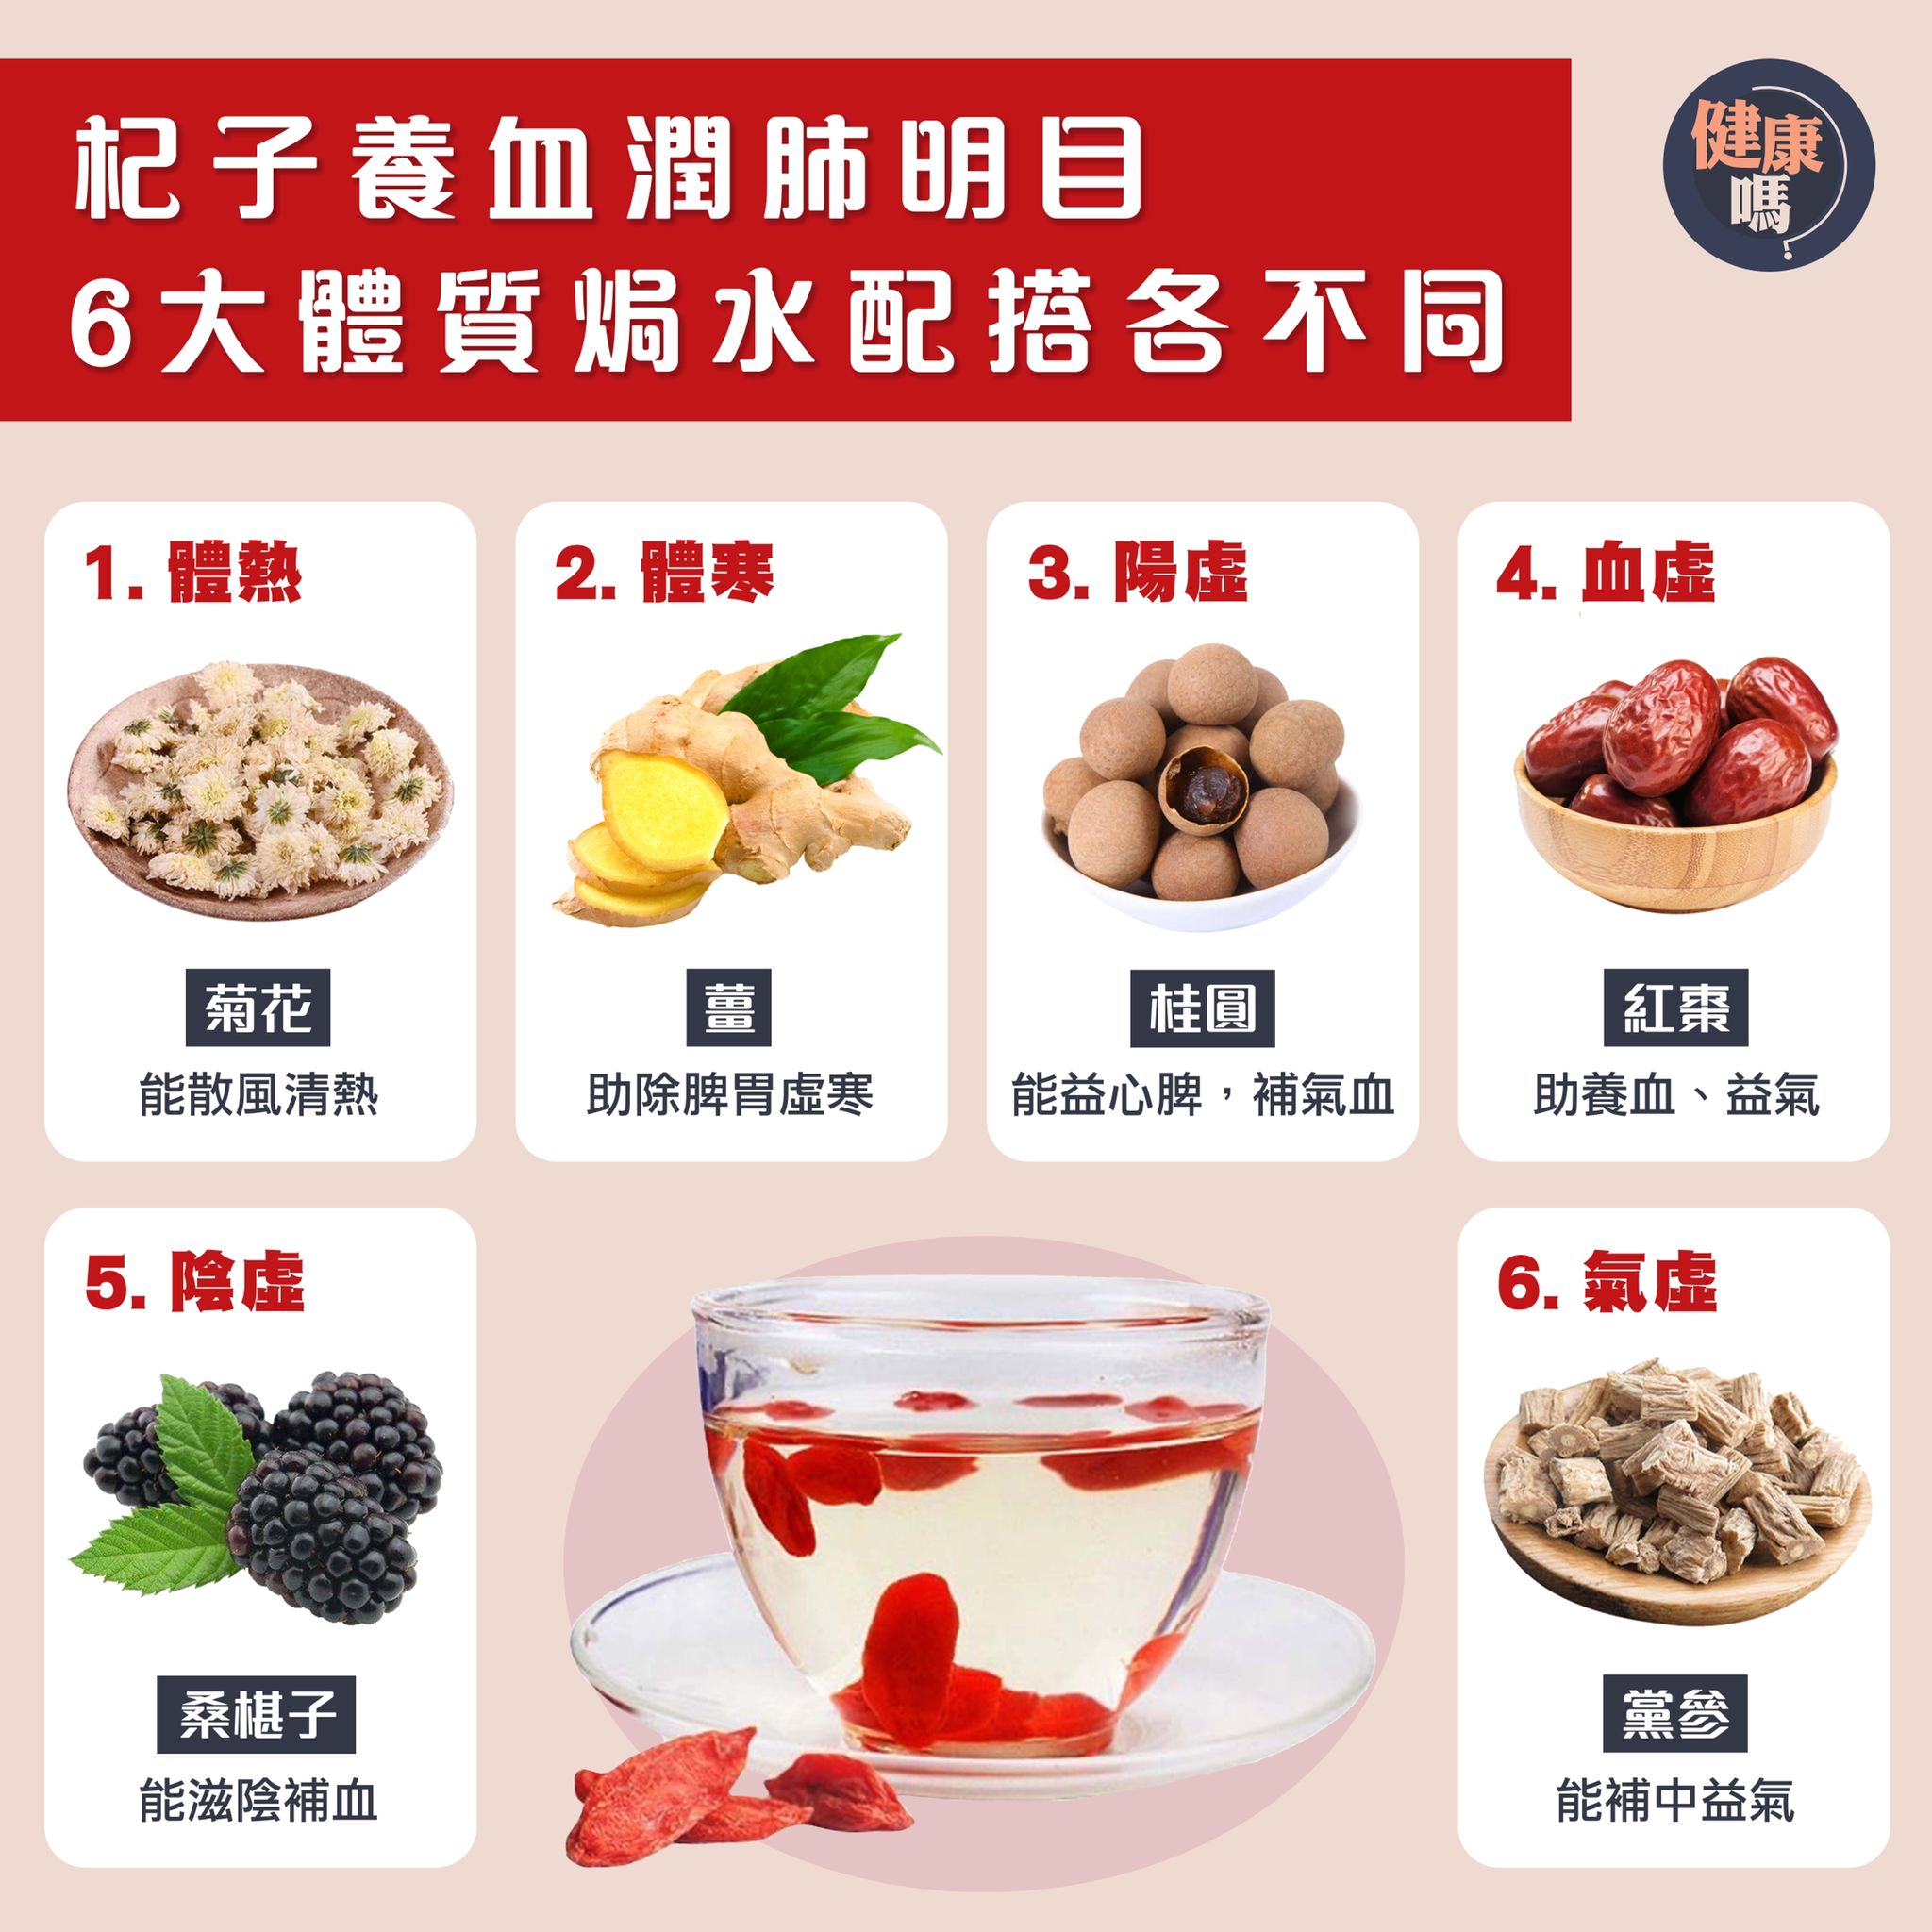 杞子養血潤肺明目
6大體質焗水配搭各不同
健康
嗎?
1. 體熱
菊花
能散風清熱
2. 體寒
薑
助除脾胃虛寒
3. 陽虛
桂圓
能益心脾，補氣血
4. 血虛
紅棗
助養血、益氣
5. 陰虛
桑椹子
能滋陰補血
6. 氣虛
黨參
能補中益氣